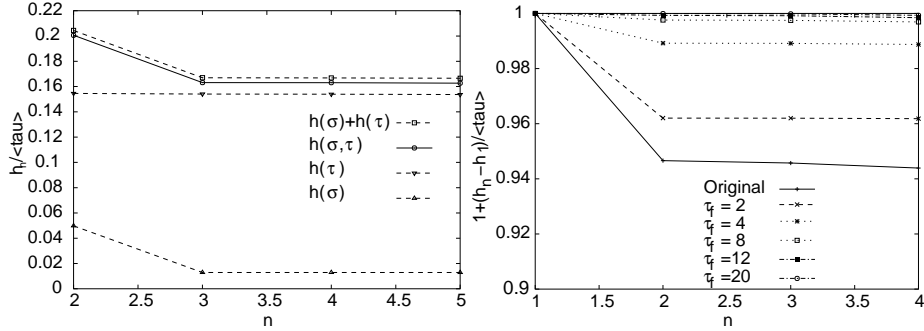 0.22
0.2
0.18
0.16
0.14
0.12
0.1
0.08
0.06
0.04
0.02
0
h_n/<tau>
h(σ)+h(τ)
h(σ,τ)
h(τ)
h(σ)
2
2.5
3
3.5
4
4.5
5
n
1
0.98
0.96
0.94
0.92
0.9
1+(h_n−h_1)/<tau>
Original
τ_f = 2
τ_f = 4
τ_f = 8
τ_f =12
τ_f =20
1
1.5
2
2.5
3
3.5
4
n